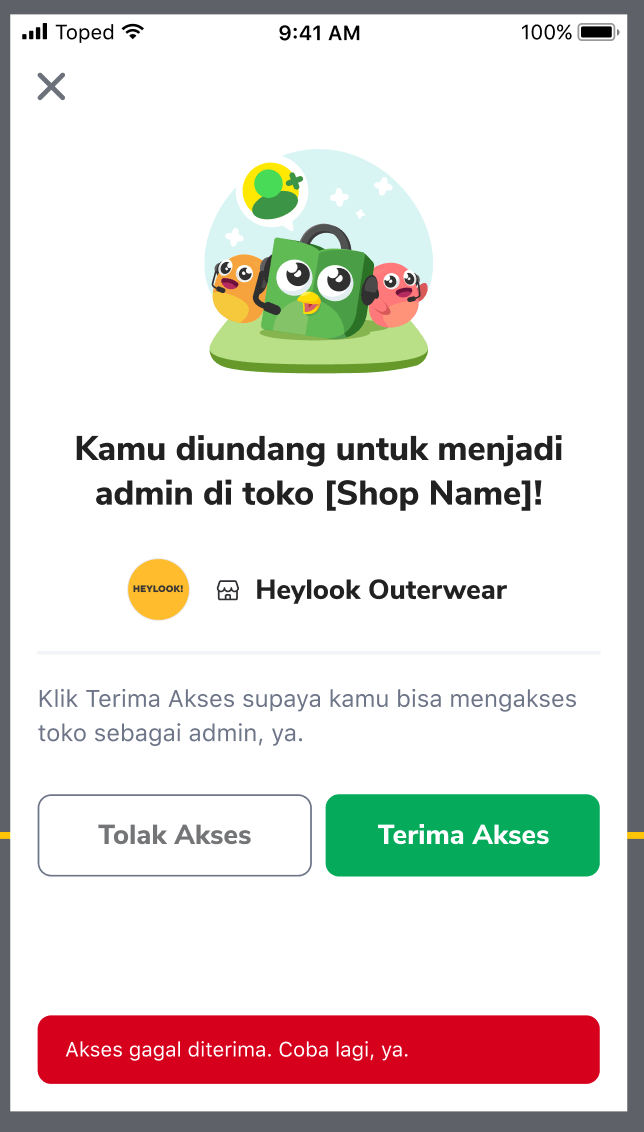 Toped 9:41 AM 100%
Kamu diundang untuk menjadi
admin di toko [Shop Name]!
HEYLOOK! Heylook Outerwear
Klik Terima Akses supaya kamu bisa mengakses
toko sebagai admin, ya.
Tolak Akses Terima Akses
Akses gagal diterima. Coba lagi, ya.